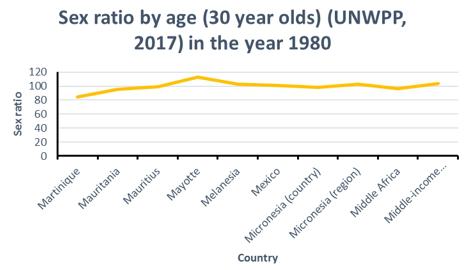 Sex ratio by age (30 year olds) (UNWPP,
2017) in the year 1980
120
100
80
60
40
20
0
Sex ratio
Martinique
Mauritania
Mauritius
Mayotte
Melanesia
Mexico
Micronesia (country)
Micronesia (region)
Middle Africa
Middle-income...
Country